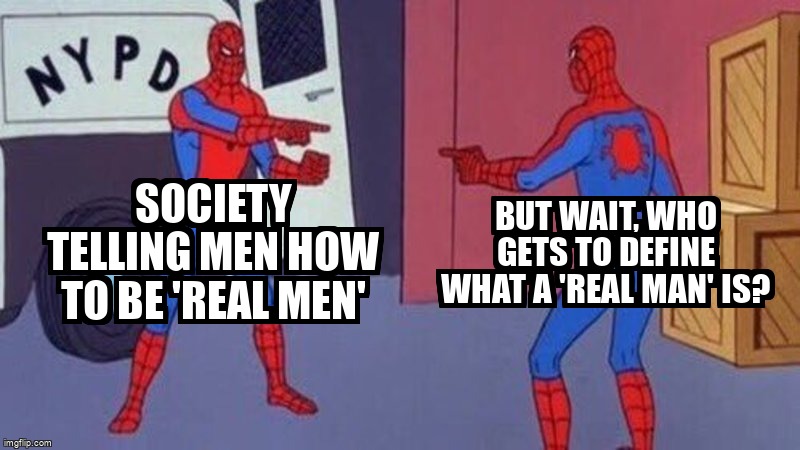 NYPD
SOCIETY
TELLING MEN HOW
TO BE 'REAL MEN'
BUT WAIT, WHO
GETS TO DEFINE
WHAT A 'REAL MAN' IS?
imgflip.com